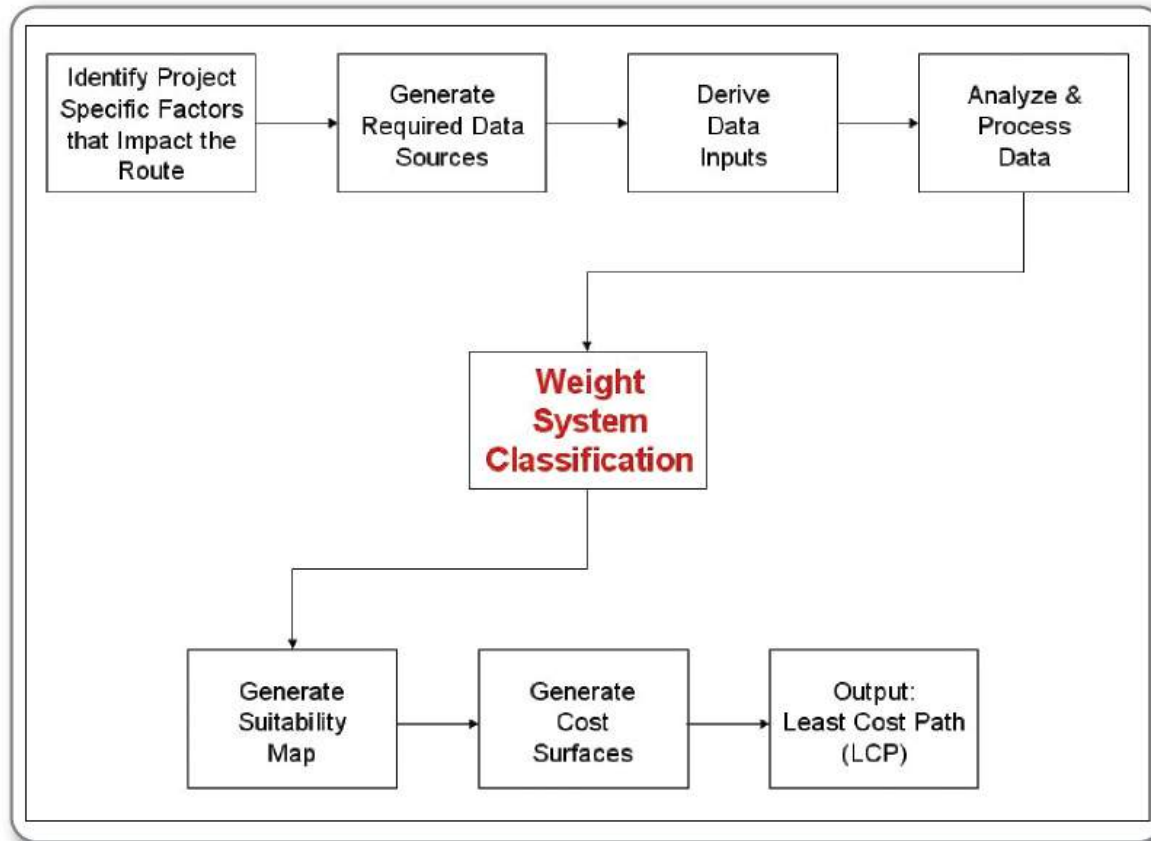 Identify Project
Specific Factors
that Impact the
Route
Generate
Required Data
Sources
Derive
Data
Inputs
Analyze &
Process
Data
Weight
System
Classification
Generate
Suitability
Map
Generate
Cost
Surfaces
Output:
Least Cost Path
(LCP)